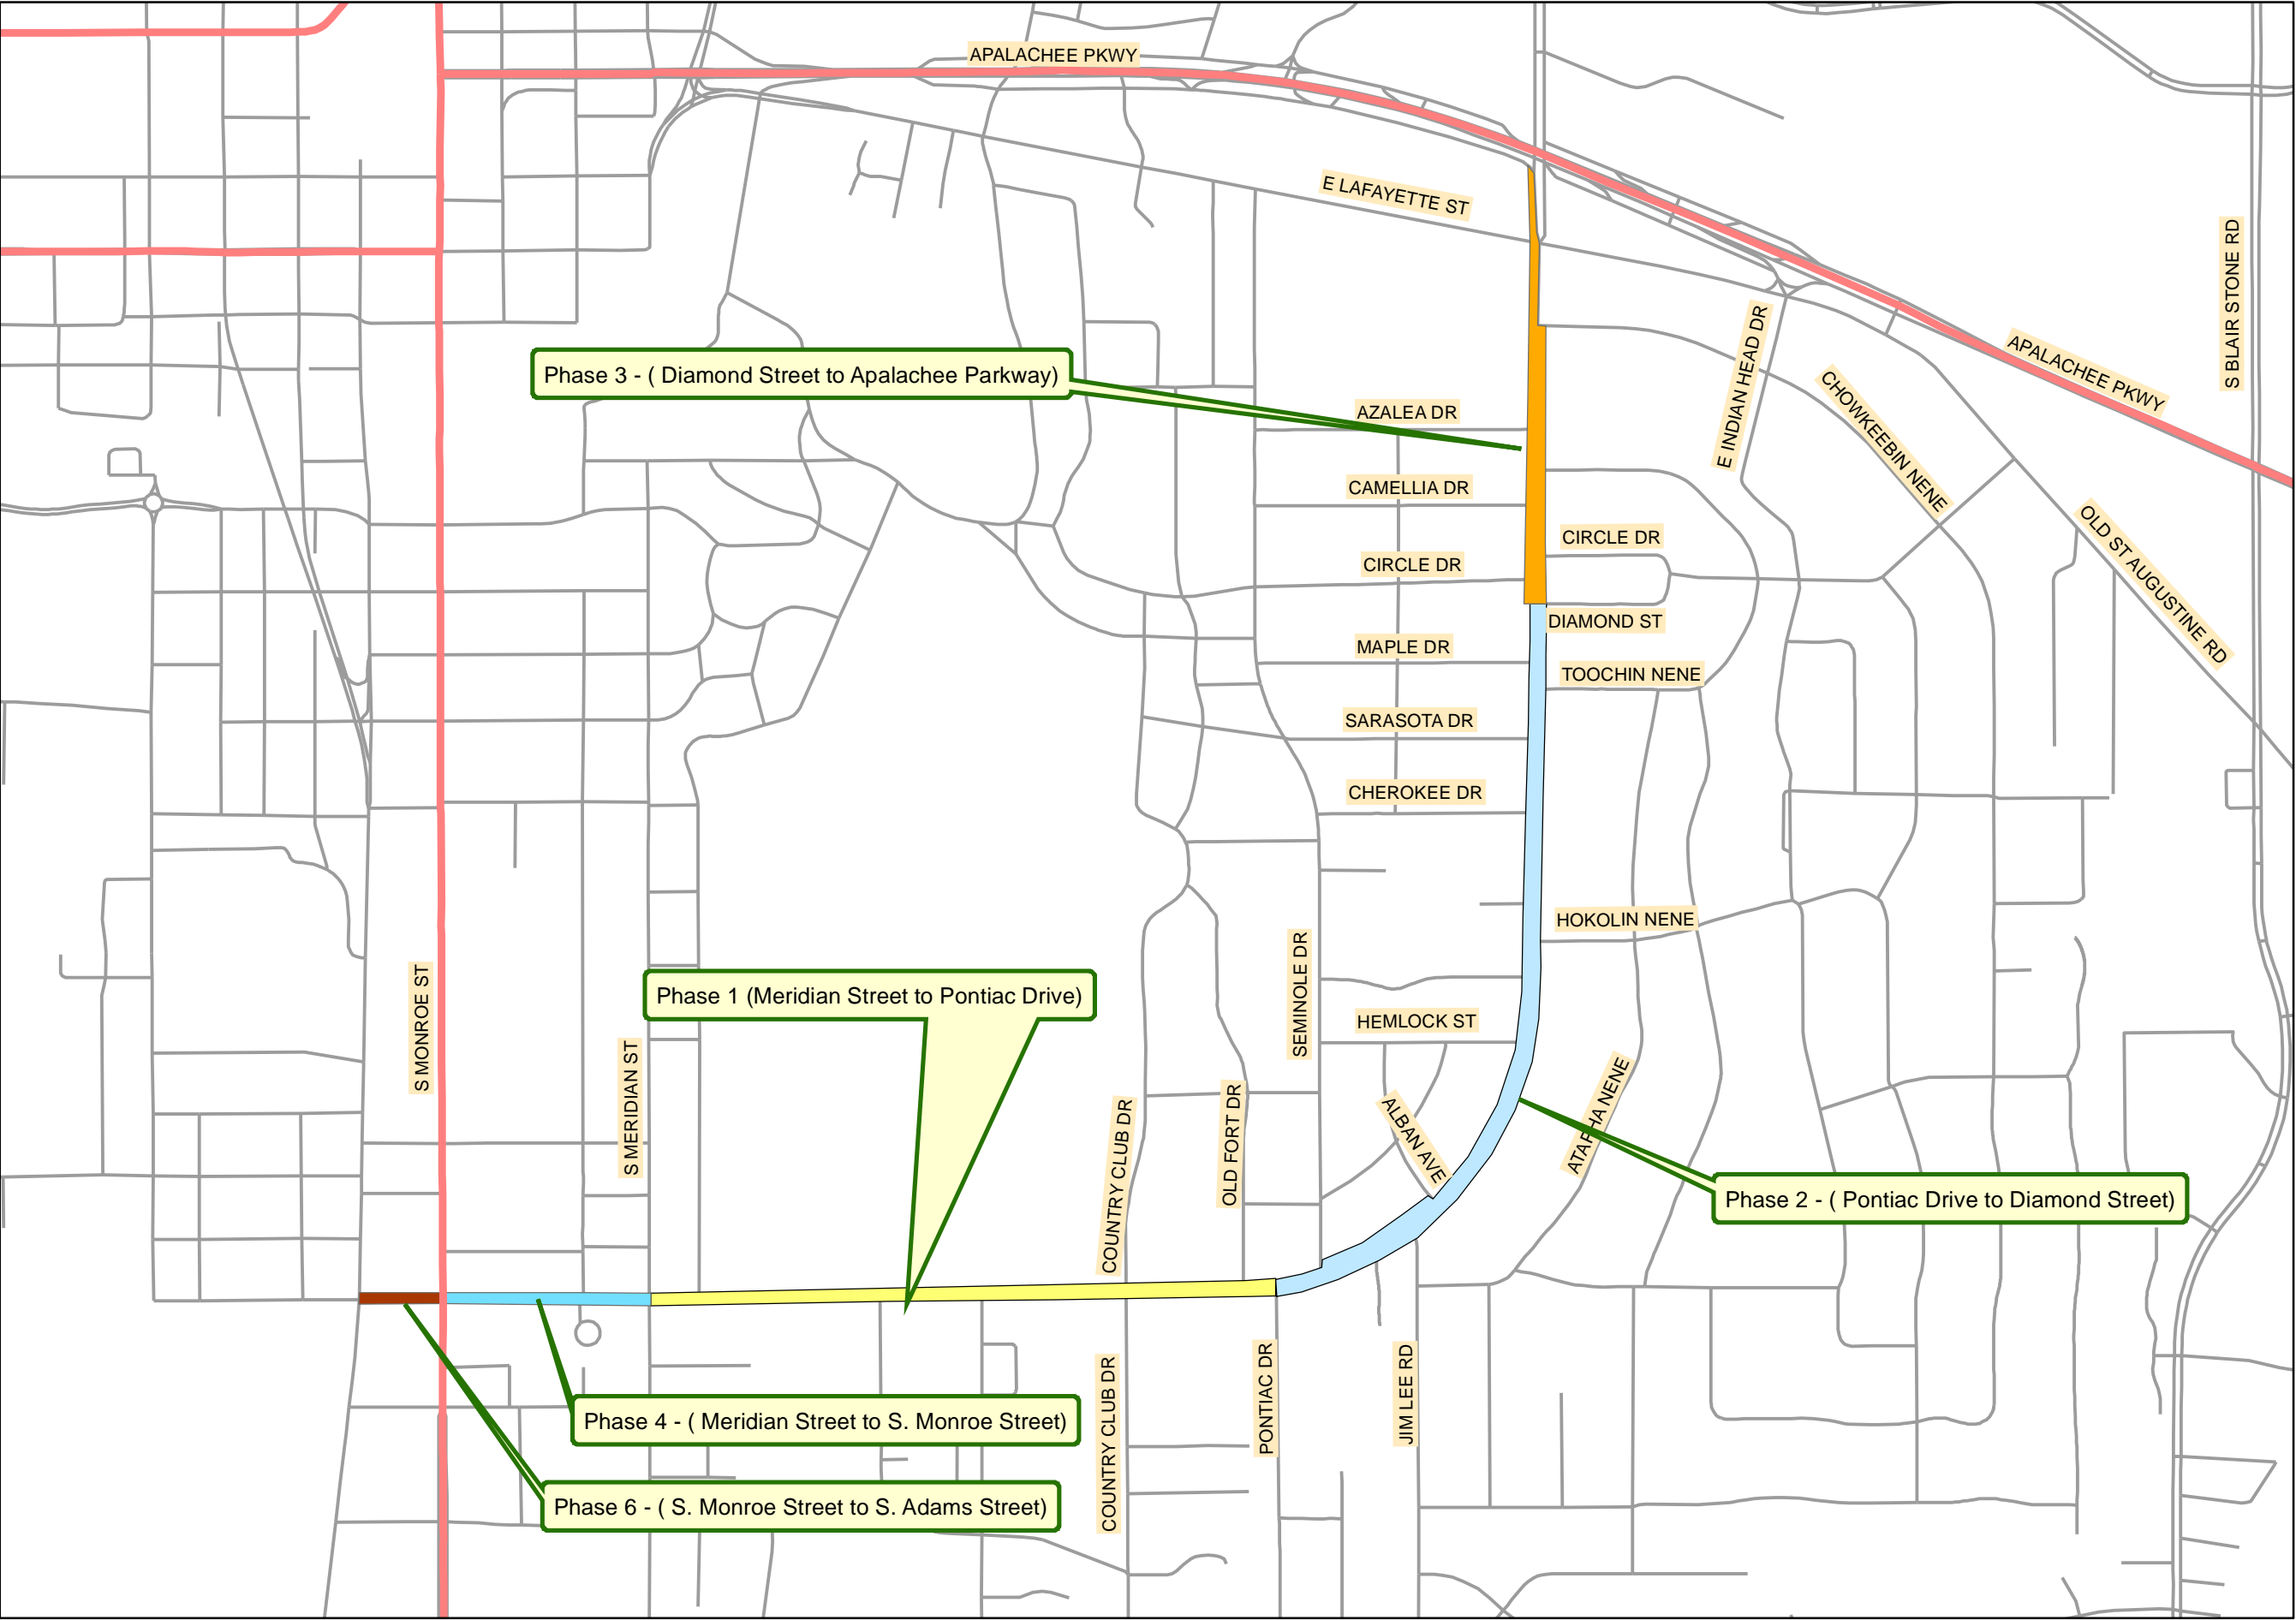 APALACHEE PKWY
E LAFAYETTE ST
S BLAIR STONE RD
E INDIAN HEAD DR
APALACHEE PKWY
Phase 3 - ( Diamond Street to Apalachee Parkway)
CHOWKEEBIN NENE
AZALEA DR
CAMELLIA DR
OLD ST AUGUSTINE RD
CIRCLE DR
CIRCLE DR
DIAMOND ST
MAPLE DR
TOOCHIN NENE
SARASOTA DR
CHEROKEE DR
HOKOLIN NENE
SEMINOLE DR
S MONROE ST
Phase 1 (Meridian Street to Pontiac Drive)
HEMLOCK ST
S MERIDIAN ST
ATAPHA NENE
ALBAN AVE
OLD FORT DR
COUNTRY CLUB DR
Phase 2 - ( Pontiac Drive to Diamond Street)
PONTIAC DR
JIM LEE RD
COUNTRY CLUB DR
Phase 4 - ( Meridian Street to S. Monroe Street)
Phase 6 - ( S. Monroe Street to S. Adams Street)